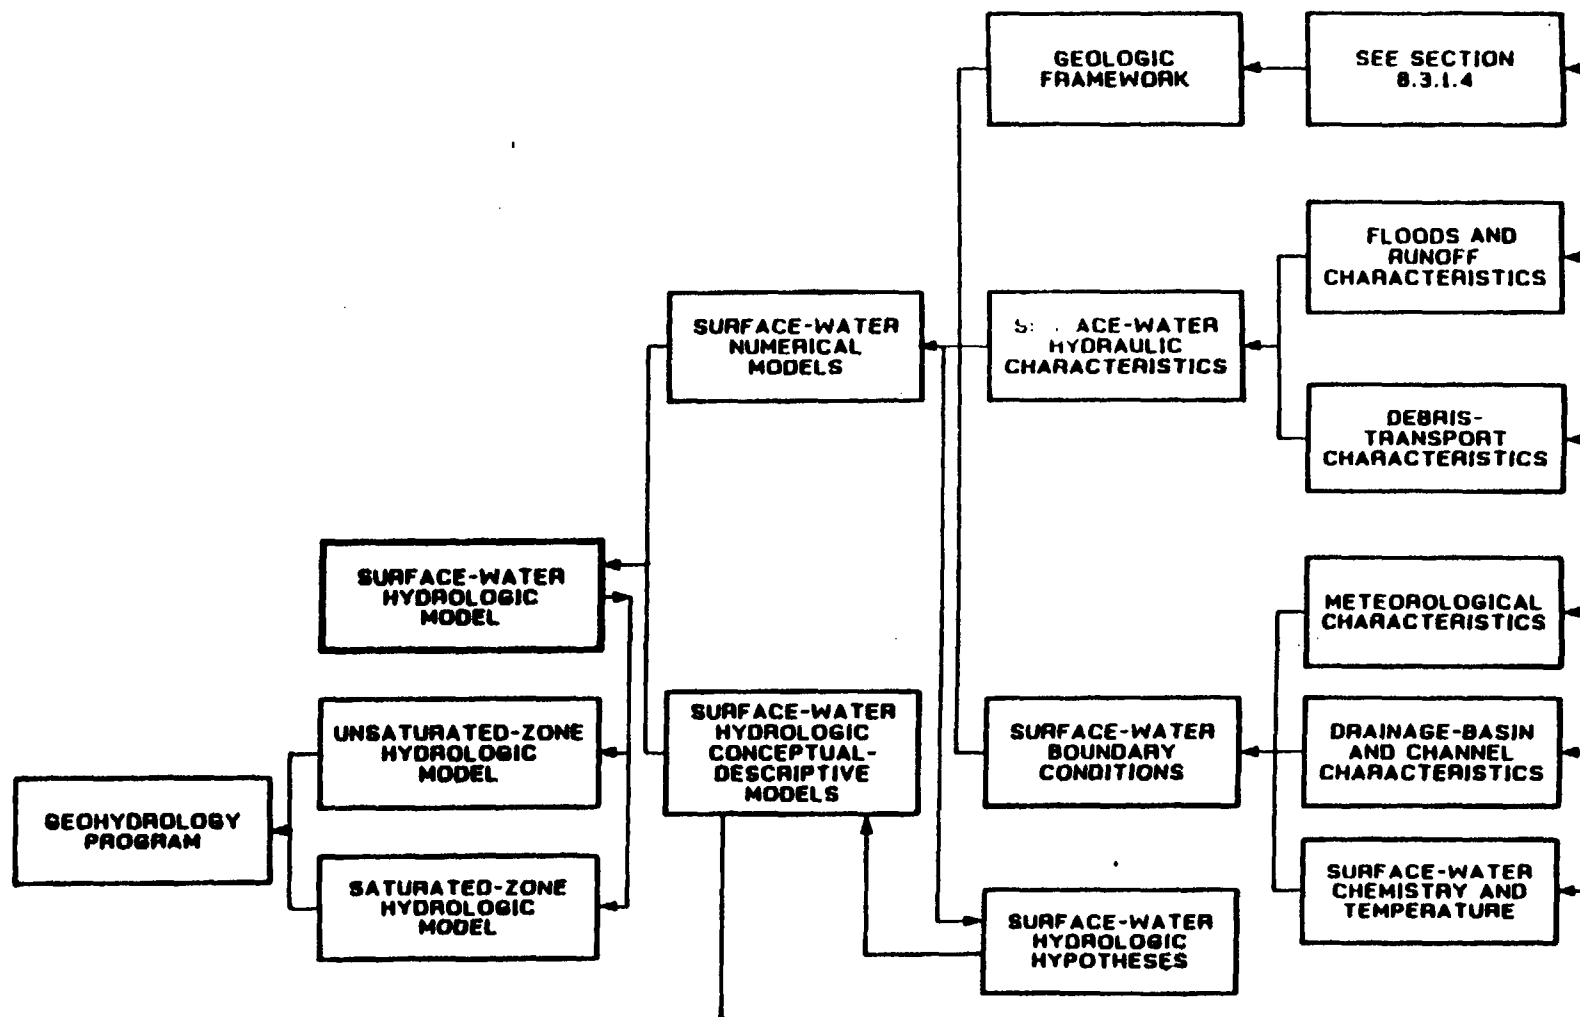 GEOLOGIC
FRAMEWORK
SEE SECTION
8.3.1.4
FLOODS AND
RUNOFF
CHARACTERISTICS
SURFACE-WATER
NUMERICAL
MODELS
ACE-WATER
HYDRAULIC
CHARACTERISTICS
DEBRIS-
TRANSPORT
CHARACTERISTICS
SURFACE-WATER
HYDROLOGIC
MODEL
METEOROLOGICAL
CHARACTERISTICS
UNSATURATED-ZONE
HYDROLOGIC
MODEL
SURFACE-WATER
HYDROLOGIC
CONCEPTUAL-
DESCRIPTIVE
MODELS
SURFACE-WATER
BOUNDARY
CONDITIONS
DRAINAGE-BASIN
AND CHANNEL
CHARACTERISTICS
GEOHYDROLOGY
PROGRAM
SATURATED-ZONE
HYDROLOGIC
MODEL
SURFACE-WATER
HYDROLOGIC
HYPOTHESES
SURFACE-WATER
CHEMISTRY AND
TEMPERATURE